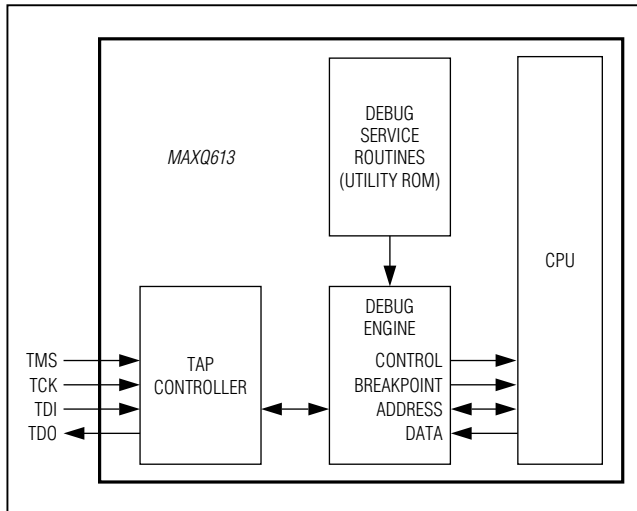 MAXQ613
DEBUG
SERVICE
ROUTINES
(UTILITY ROM)
CPU
DEBUG
ENGINE
CONTROL
BREAKPOINT
ADDRESS
DATA
TAP
CONTROLLER
TMS
TCK
TDI
TDO